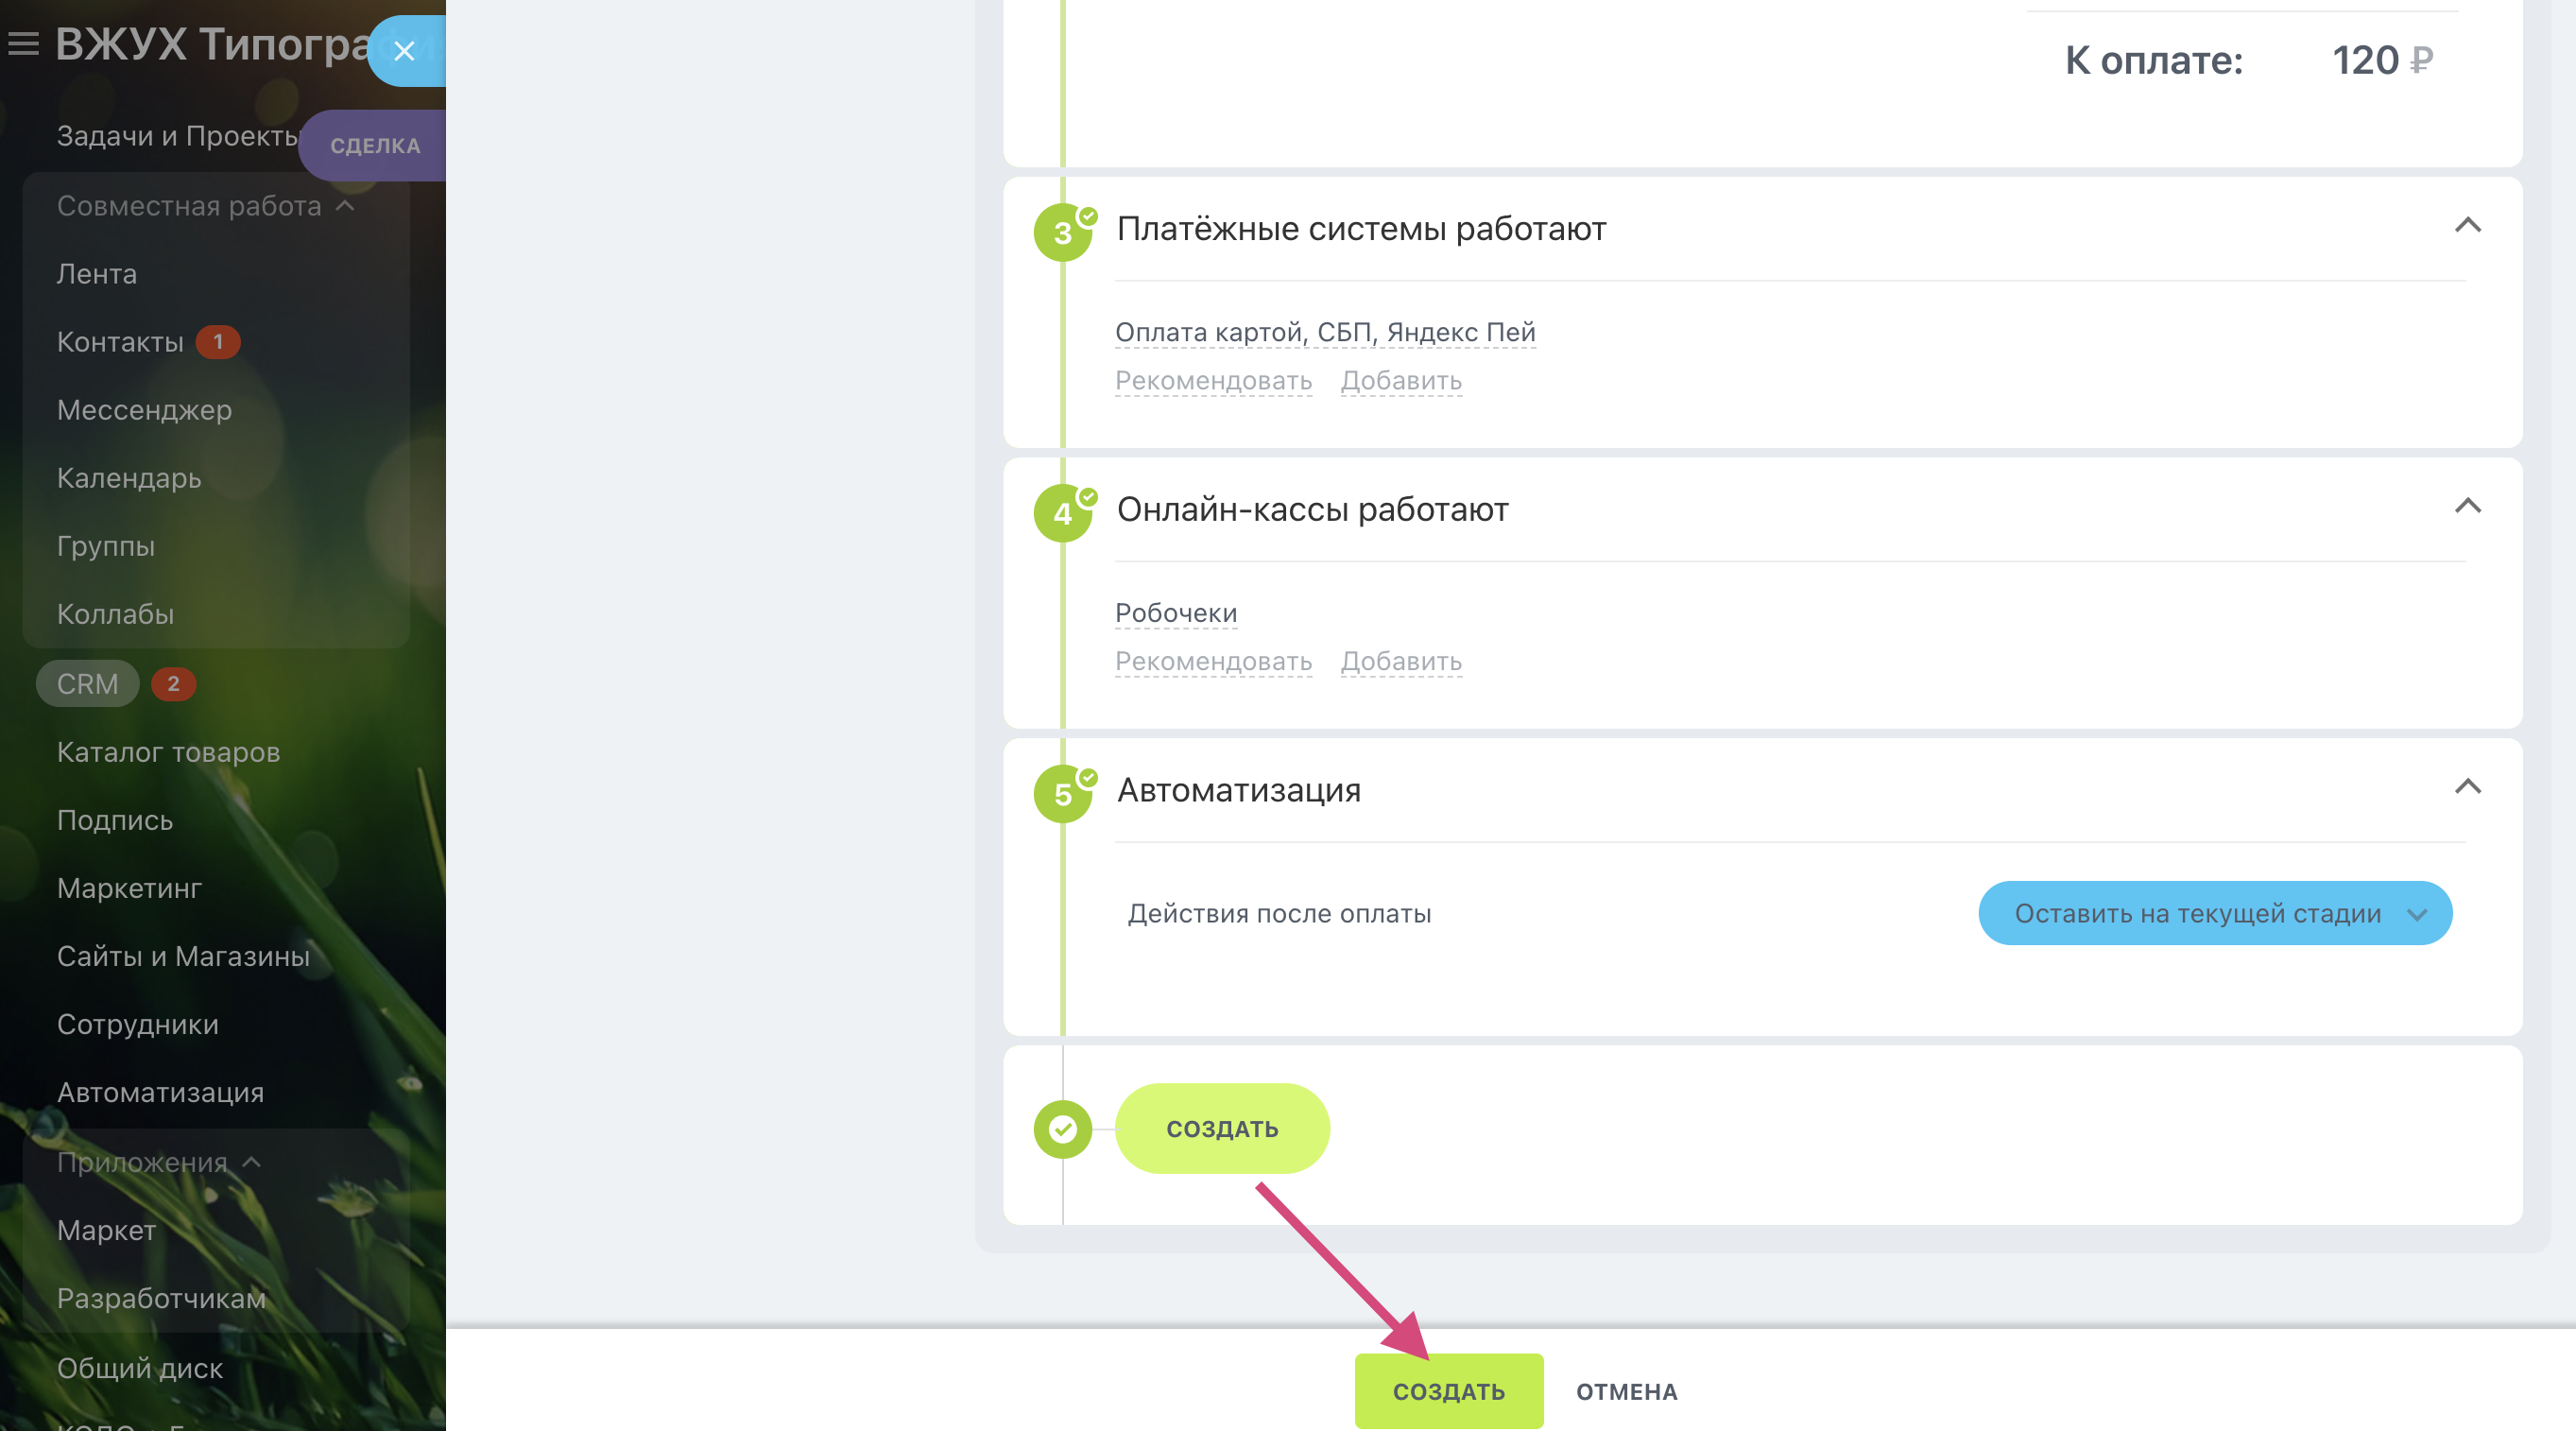 ВЖУХ Типография
СДЕЛКА
Задачи и Проекты
Совместная работа
Лента
Контакты 1
Мессенджер
Календарь
Группы
Коллабы
CRM 2
Каталог товаров
Подпись
Маркетинг
Сайты и Магазины
Сотрудники
Автоматизация
Приложения
Маркет
Разработчикам
Общий диск
К оплате: 120 ₽
3 Платёжные системы работают
Оплата картой, СБП, Яндекс Пей
Рекомендовать Добавить
4 Онлайн-кассы работают
Робочеки
Рекомендовать Добавить
5 Автоматизация
Действия после оплаты Оставить на текущей стадии
СОЗДАТЬ
СОЗДАТЬ ОТМЕНА